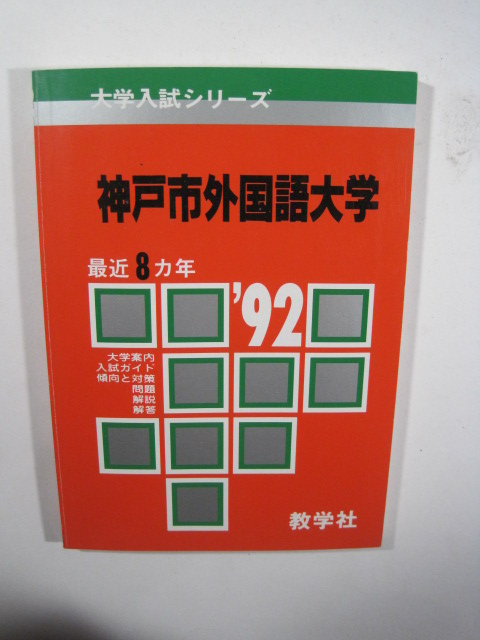 大学入試シリーズ
神戸市外国語大学
最近8カ年
'92
大学案内
入試ガイド
傾向と対策
問題
解説
解答
教学社